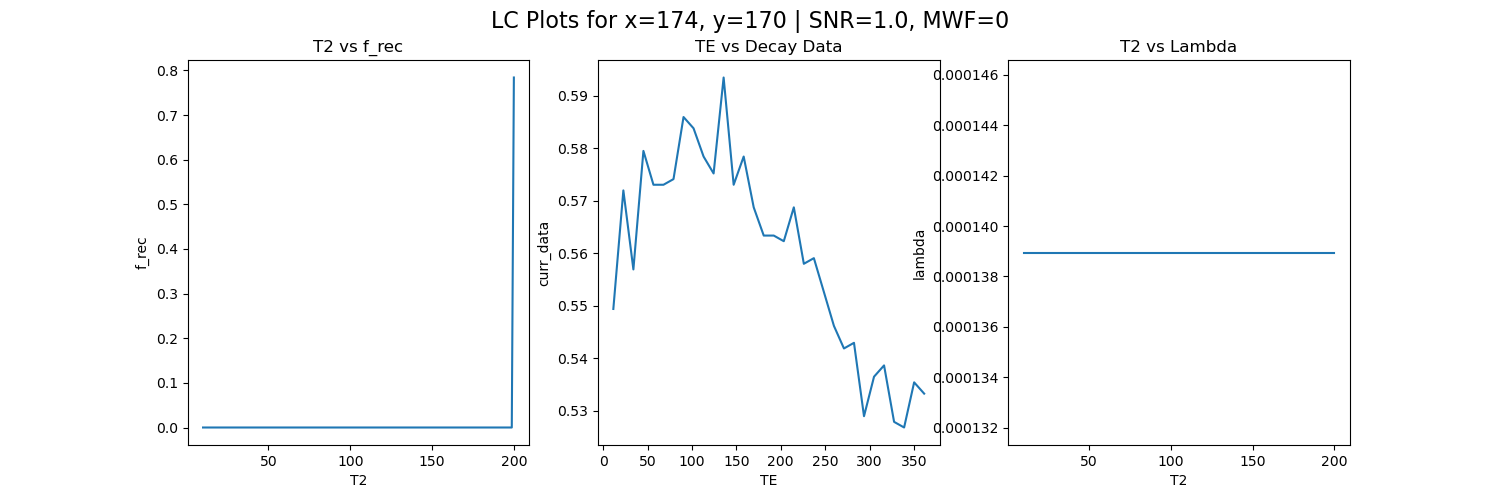 LC Plots for x=174, y=170 | SNR=1.0, MWF=0
T2 vs f_rec
0.8
0.7
0.6
0.5
0.4
0.3
0.2
0.1
0.0
f_rec
50 100 150 200
T2
TE vs Decay Data
0.59
0.58
0.57
0.56
0.55
0.54
0.53
curr_data
0 50 100 150 200 250 300 350
TE
T2 vs Lambda
0.000146
0.000144
0.000142
0.000140
0.000138
0.000136
0.000134
0.000132
lambda
50 100 150 200
T2